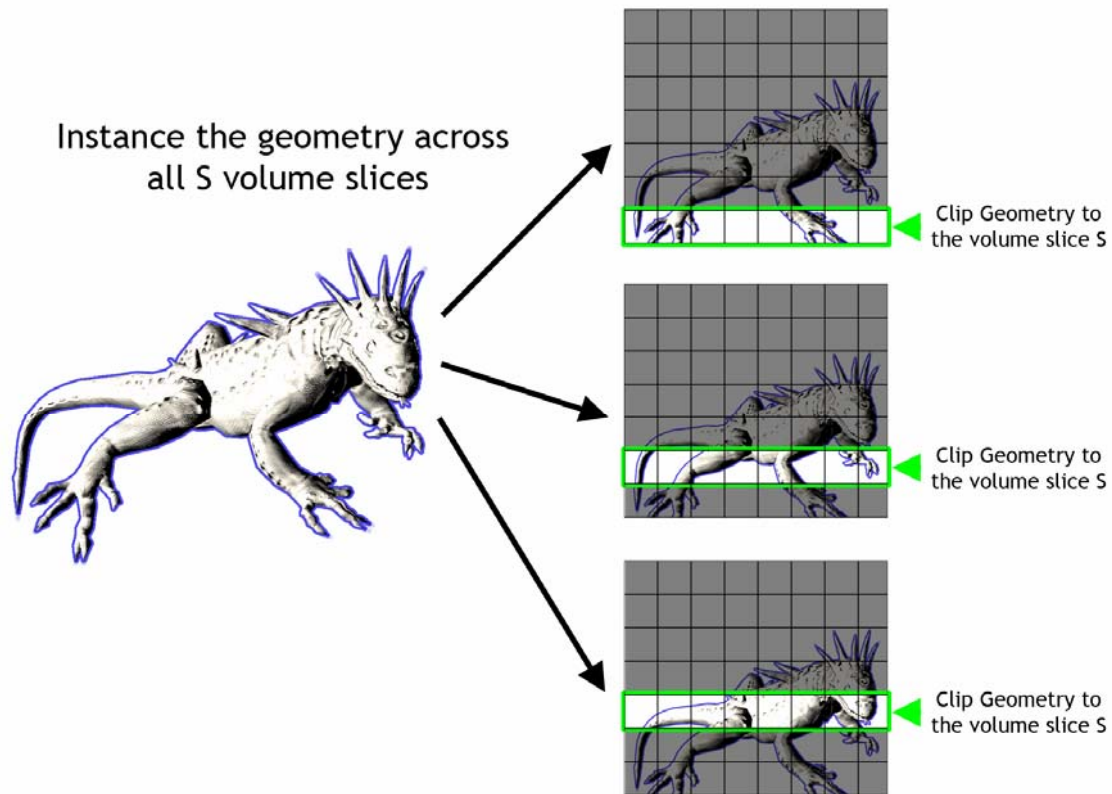 Instance the geometry across
all S volume slices
Clip Geometry to
the volume slice S
Clip Geometry to
the volume slice S
Clip Geometry to
the volume slice S